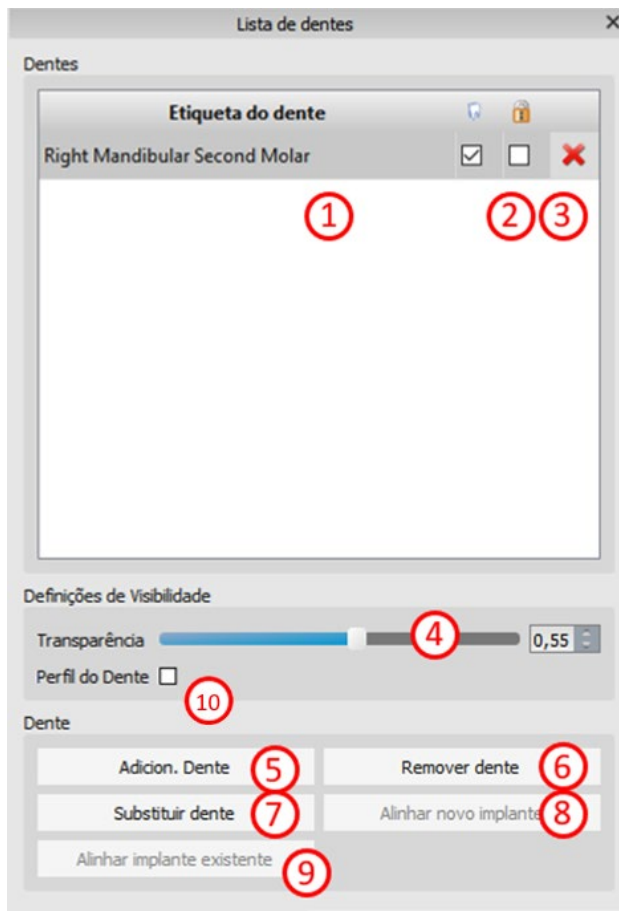 Lista de dentes
Dentes
Etiqueta do dente
Right Mandibular Second Molar
1 2 3
Definições de Visibilidade
Transparência 4 0,55
Perfil do Dente
10
Dente
Adicion. Dente 5 Remover dente 6
Substituir dente 7 Alinhar novo implante 8
Alinhar implante existente 9